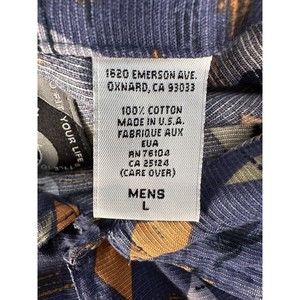 1620 EMERSON AVE.
OXNARD, CA 93033
100% COTTON
MADE IN U.S.A.
FABRIQUE AUX
EUA
RN 76104
CA 25124
(CARE OVER)
MENS
L
YOUR LIFE